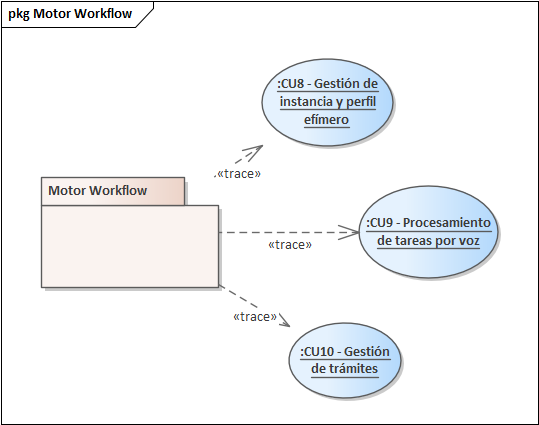 pkg Motor Workflow
:CU8 - Gestión de
instancia y perfil
efímero
«trace»
Motor Workflow
:CU9 - Procesamiento
de tareas por voz
«trace»
«trace»
:CU10 - Gestión
de trámites